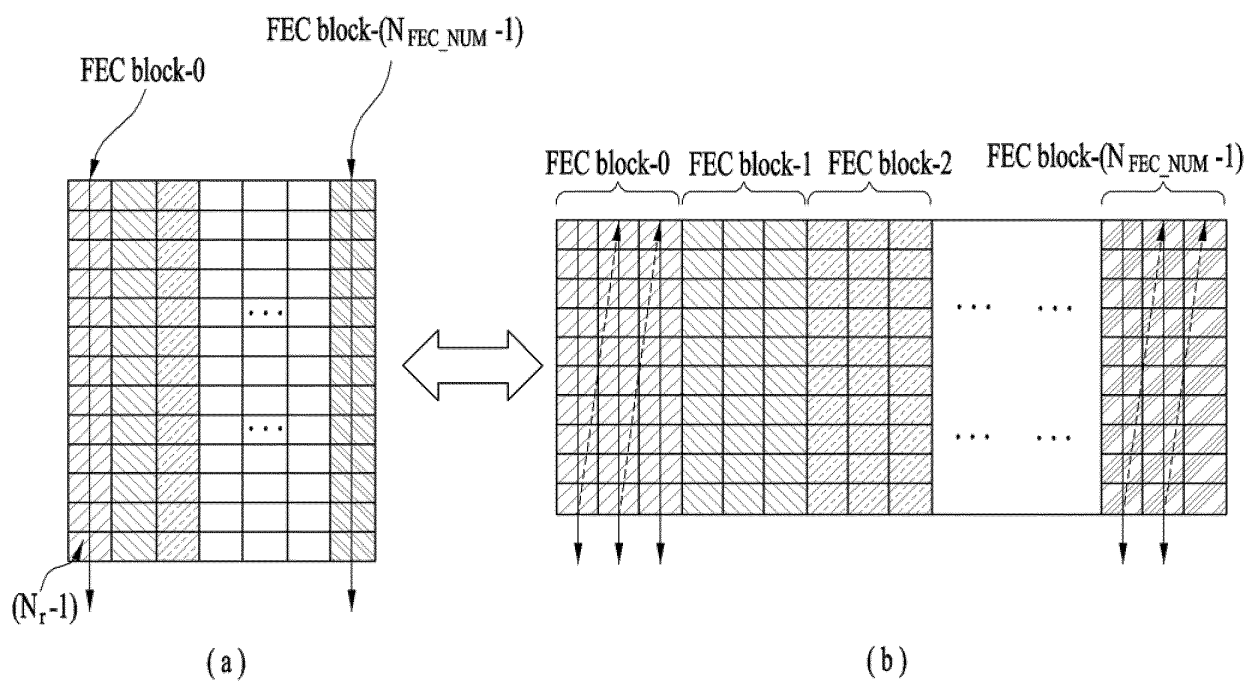 FEC block-(N_FEC_NUM -1)
FEC block-0
FEC block-0
FEC block-1
FEC block-2
FEC block-(N_FEC_NUM -1)
...
...
... ...
... ...
(N_r-1)
(a)
(b)